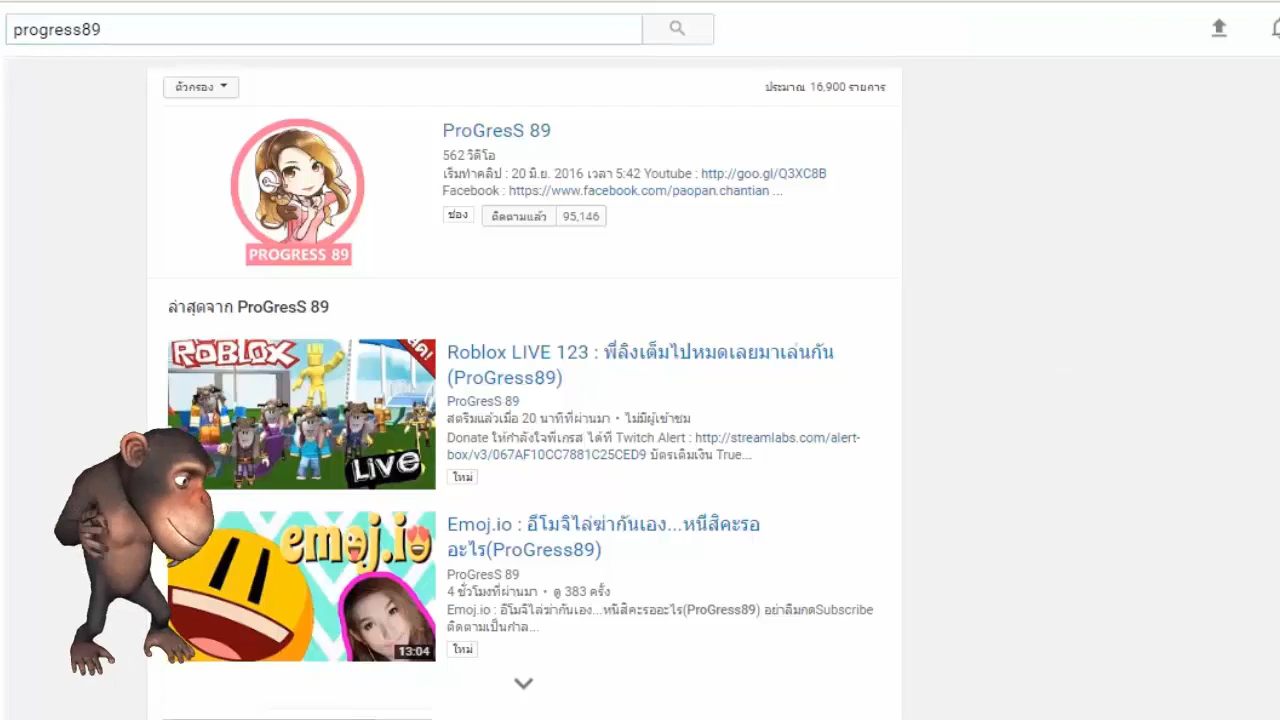 progress89
ตัวกรอง
ประมาณ 16,900 รายการ
PROGRESS 89
ProGresS 89
562 วิดีโอ
เริ่มทำคลิป : 20 มิ.ย. 2016 เวลา 5:42 Youtube : http://goo.gl/Q3XC8B
Facebook : https://www.facebook.com/paopan.chantian ...
ช่อง
ติดตามแล้ว 95,146
ล่าสุดจาก ProGresS 89
ROBLOX
LIVE
Roblox LIVE 123 : พี่ลิงเต็มไปหมดเลยมาเล่นกัน
(ProGress89)
ProGresS 89
สตรีมแล้วเมื่อ 20 นาทีที่ผ่านมา • ไม่มีผู้เข้าชม
Donate ให้กำลังใจพี่เกรส ได้ที่ Twitch Alert : http://streamlabs.com/alert-
box/v3/067AF10CC7881C25CED9 บัตรเติมเงิน True...
ใหม่
emoj.io
13:04
Emoj.io : อีโมจิไล่ฆ่ากันเอง...หนีสิคะรอ
อะไร(ProGress89)
ProGresS 89
4 ชั่วโมงที่ผ่านมา • ดู 383 ครั้ง
Emoj.io : อีโมจิไล่ฆ่ากันเอง...หนีสิคะรออะไร(ProGress89) อย่าลืมกดSubscribe
ติดตามเป็นกำล...
ใหม่